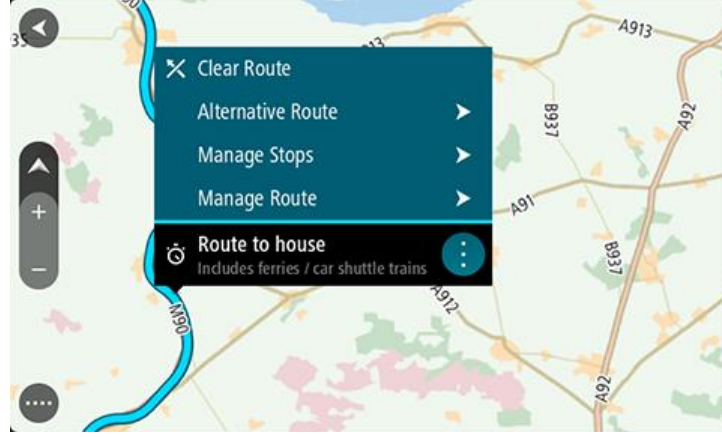 A913
Clear Route
Alternative Route
Manage Stops
Manage Route
Route to house
Includes ferries / car shuttle trains
B937
A92
A91
B937
A912
M90
A92